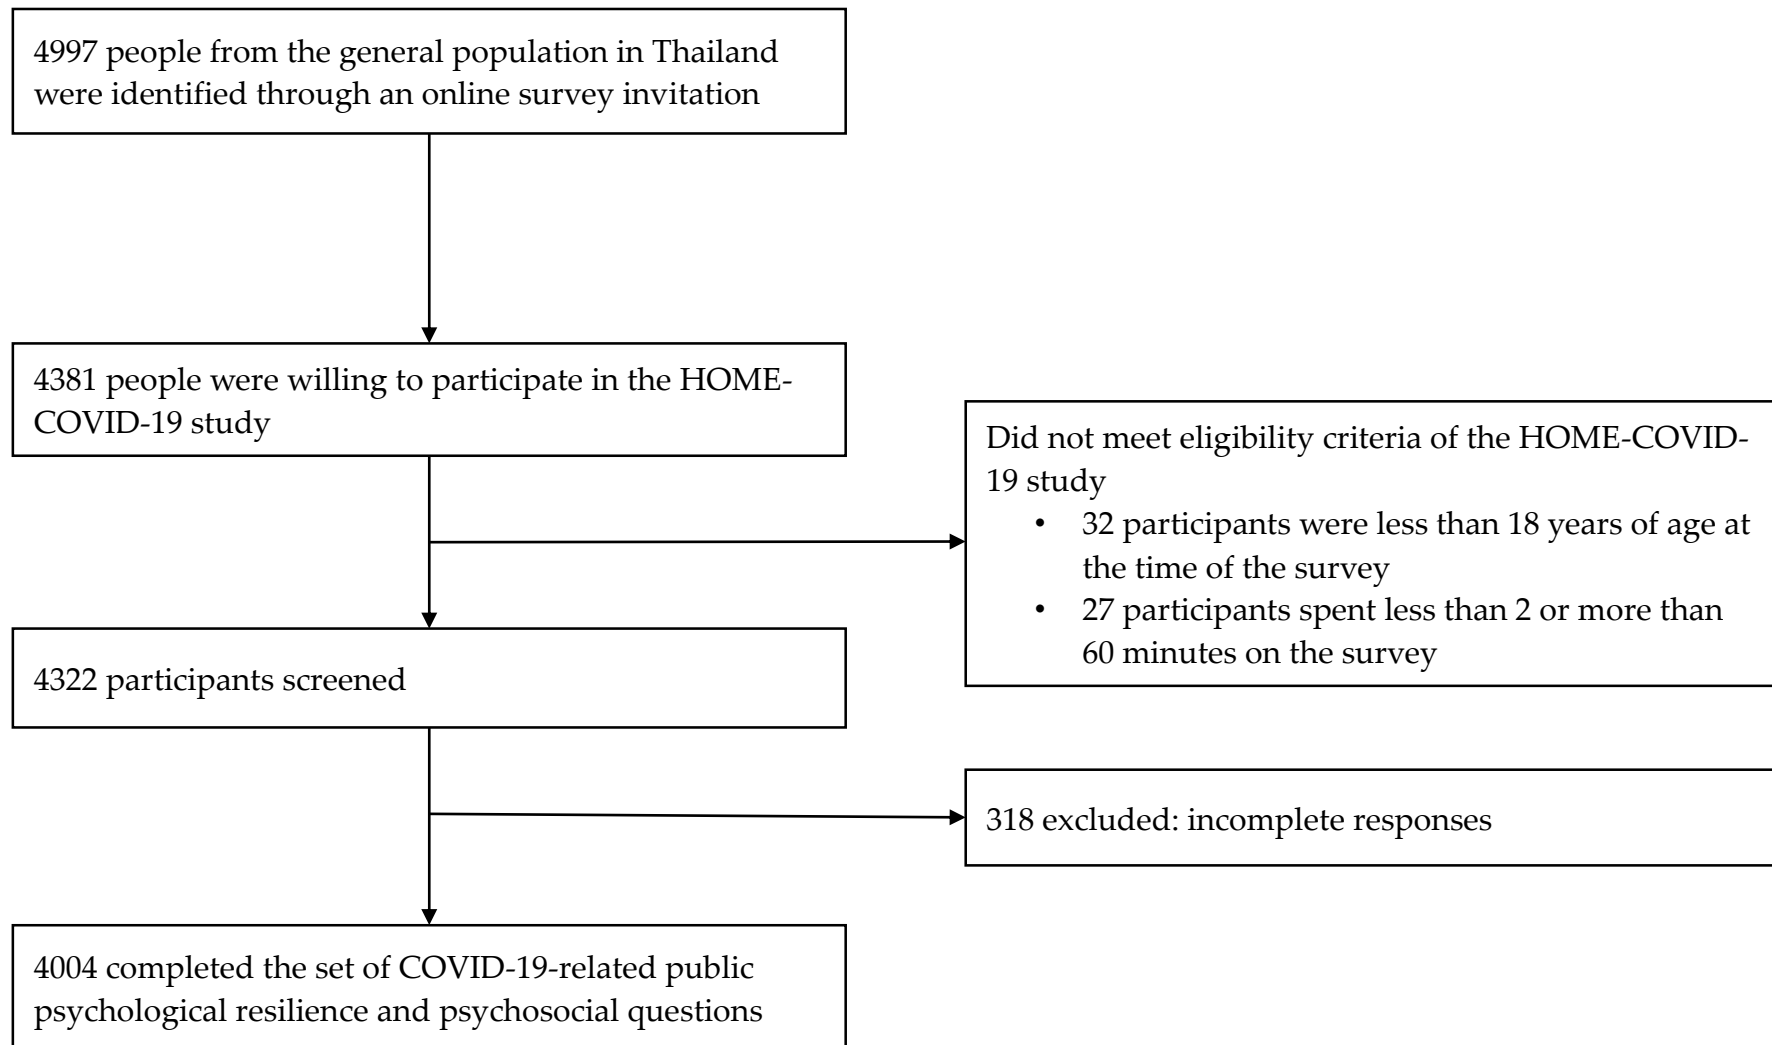 4997 people from the general population in Thailand
were identified through an online survey invitation
4381 people were willing to participate in the HOME-
COVID-19 study
Did not meet eligibility criteria of the HOME-COVID-
19 study
• 32 participants were less than 18 years of age at
the time of the survey
• 27 participants spent less than 2 or more than
60 minutes on the survey
4322 participants screened
318 excluded: incomplete responses
4004 completed the set of COVID-19-related public
psychological resilience and psychosocial questions